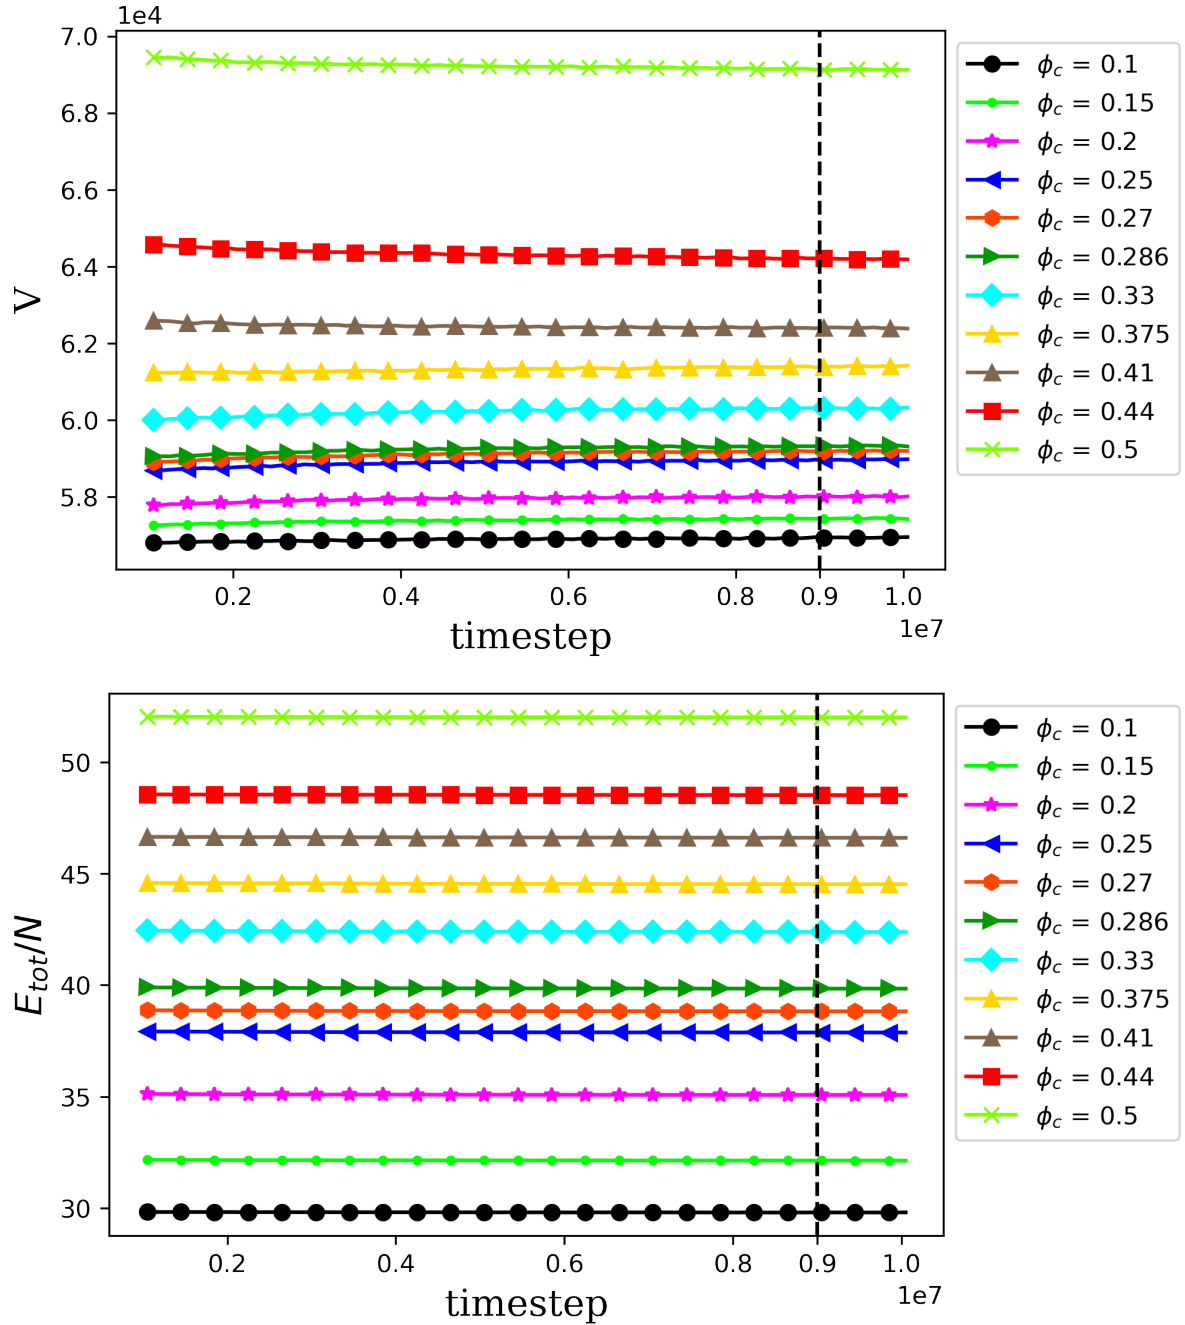 1e4
7.0
6.8
6.6
6.4
6.2
6.0
5.8
V
0.2
0.4
0.6
0.8
0.9
1.0
1e7
timestep
ϕc = 0.1
ϕc = 0.15
ϕc = 0.2
ϕc = 0.25
ϕc = 0.27
ϕc = 0.286
ϕc = 0.33
ϕc = 0.375
ϕc = 0.41
ϕc = 0.44
ϕc = 0.5
50
45
40
35
30
Etot/N
0.2
0.4
0.6
0.8
0.9
1.0
1e7
timestep
ϕc = 0.1
ϕc = 0.15
ϕc = 0.2
ϕc = 0.25
ϕc = 0.27
ϕc = 0.286
ϕc = 0.33
ϕc = 0.375
ϕc = 0.41
ϕc = 0.44
ϕc = 0.5